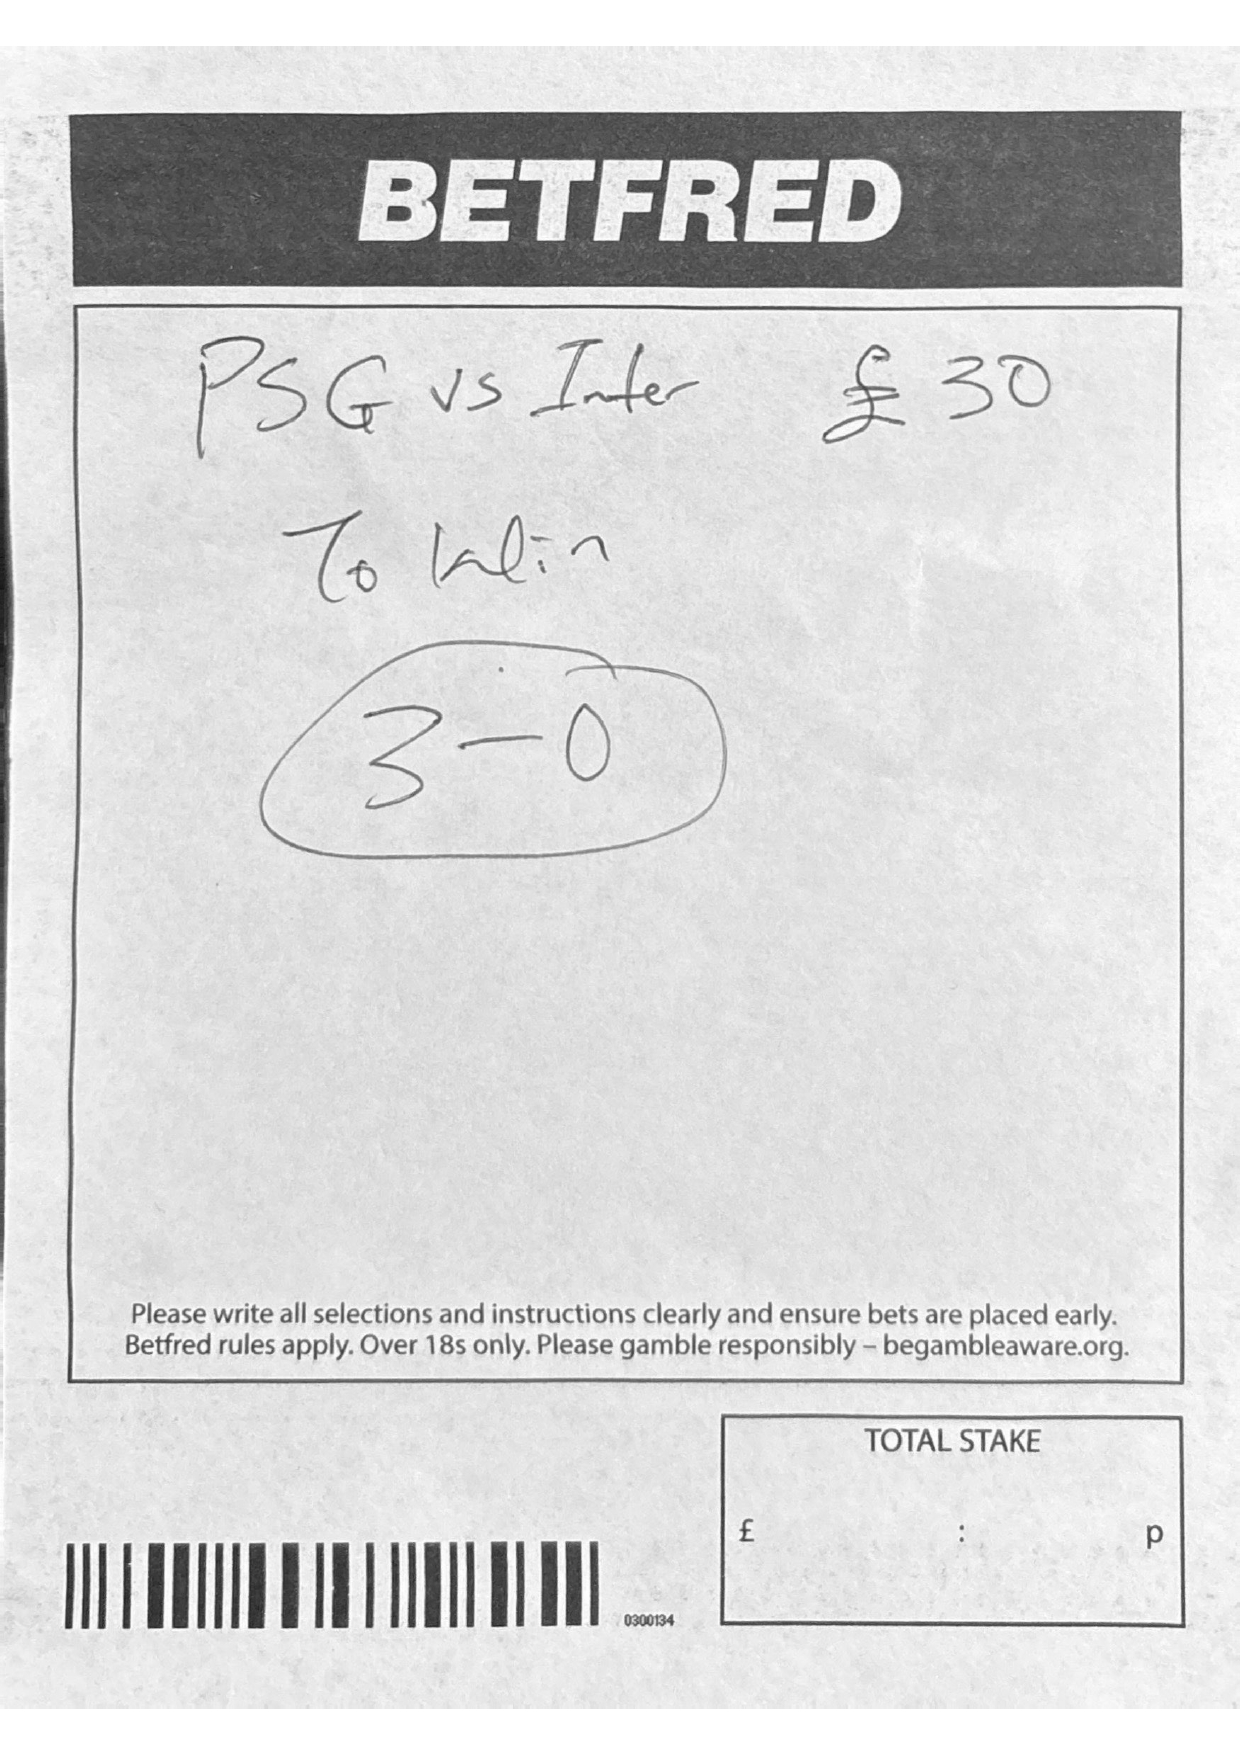 BETFRED
PSG vs Inter £30
To Win
3-0
Please write all selections and instructions clearly and ensure bets are placed early.
Betfred rules apply. Over 18s only. Please gamble responsibly – begambleaware.org.
TOTAL STAKE
£ : p
0300134